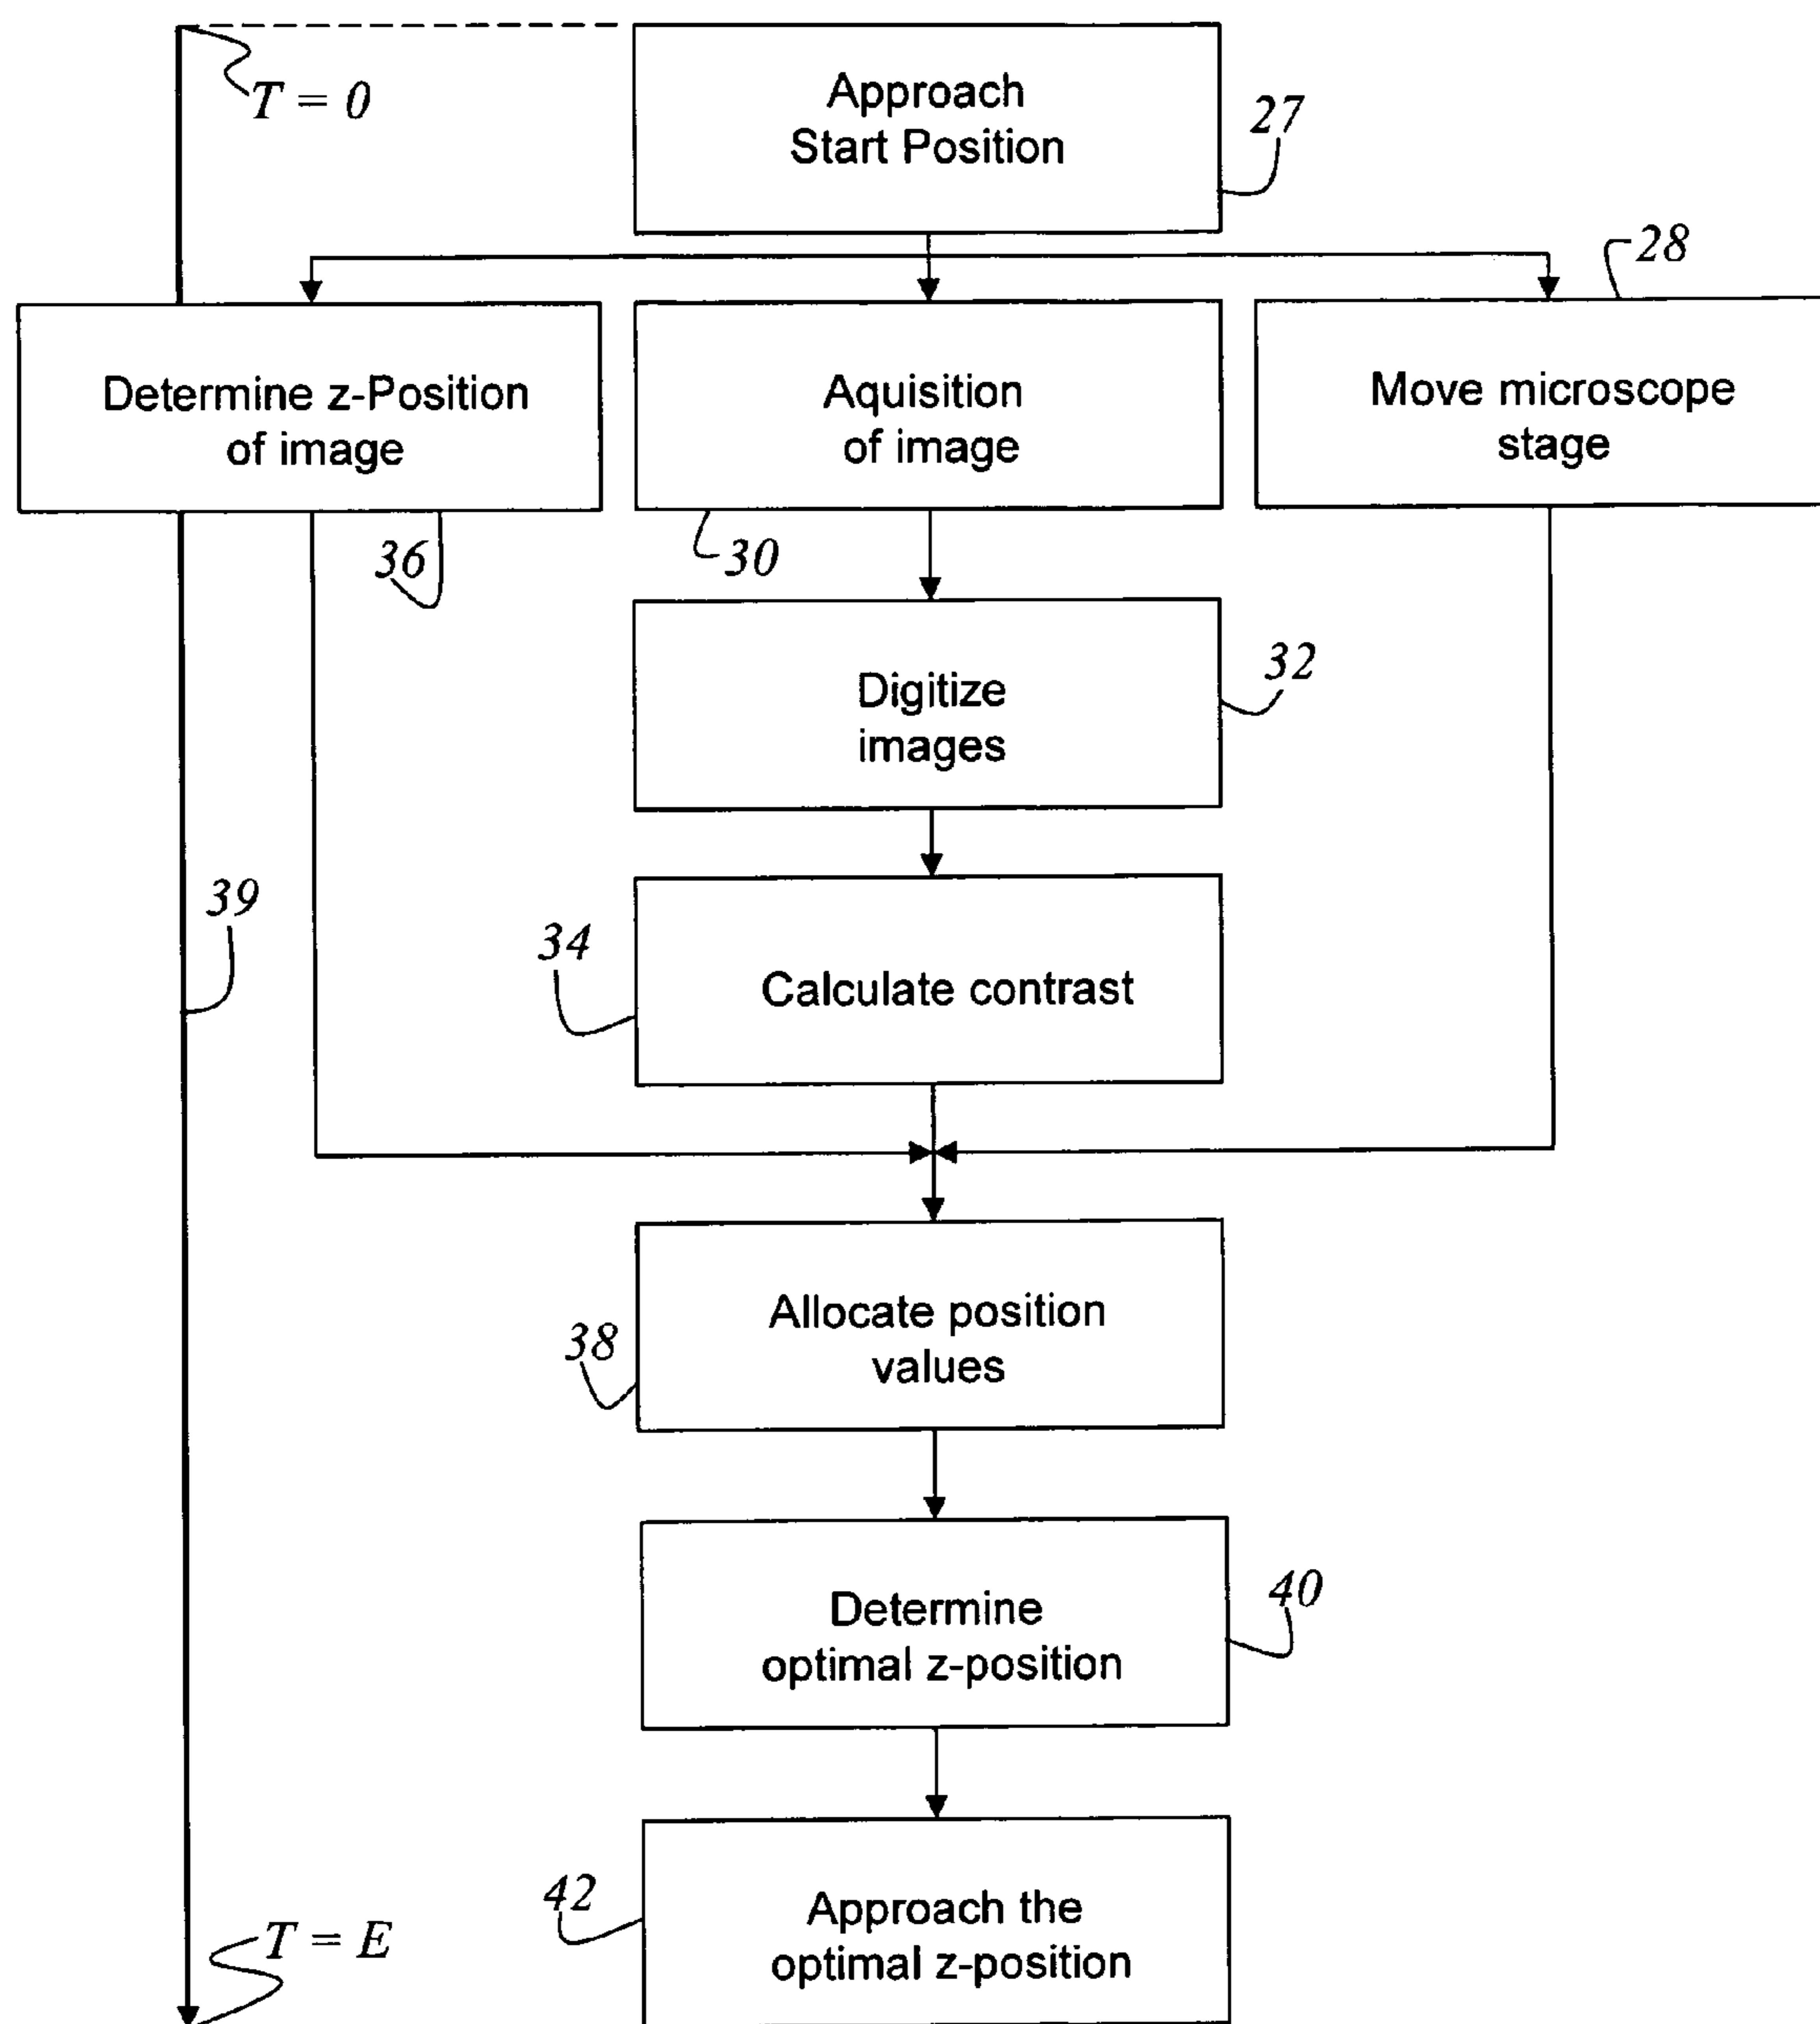 T = 0
Approach
Start Position
27
28
Determine z-Position
of image
Aquisition
of image
Move microscope
stage
36
30
Digitize
images
32
39
34
Calculate contrast
Allocate position
values
38
Determine
optimal z-position
40
42
Approach the
optimal z-position
T = E